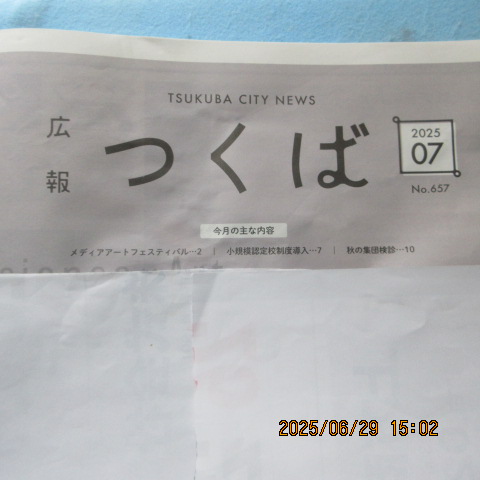 TSUKUBA CITY NEWS
広報
つくば
2025
07
No.657
今月の主な内容
メディアアートフェスティバル…2 | 小規模認定校制度導入…7 | 秋の集団検診…10
2025/06/29 15:02